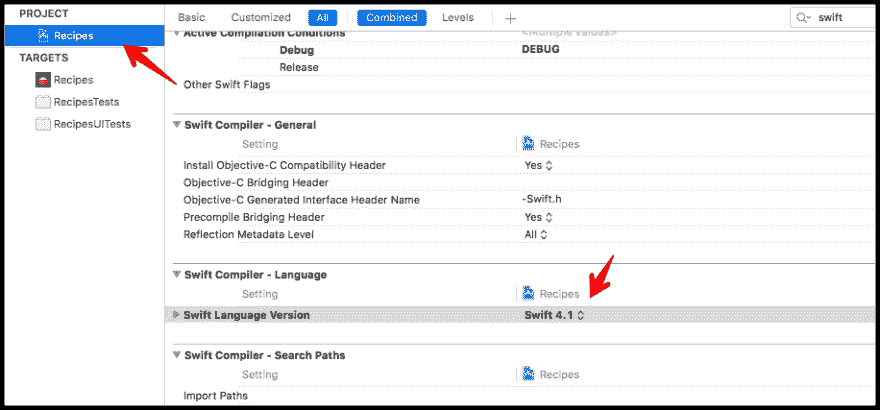 PROJECT
Recipes
TARGETS
Recipes
RecipesTests
RecipesUITests
Basic Customized All Combined Levels + swift
Active Compilation Conditions <Multiple values>
Debug DEBUG
Release
Other Swift Flags
Swift Compiler - General
Setting Recipes
Install Objective-C Compatibility Header Yes
Objective-C Bridging Header
Objective-C Generated Interface Header Name -Swift.h
Precompile Bridging Header Yes
Reflection Metadata Level All
Swift Compiler - Language
Setting Recipes
Swift Language Version Swift 4.1
Swift Compiler - Search Paths
Setting Recipes
Import Paths